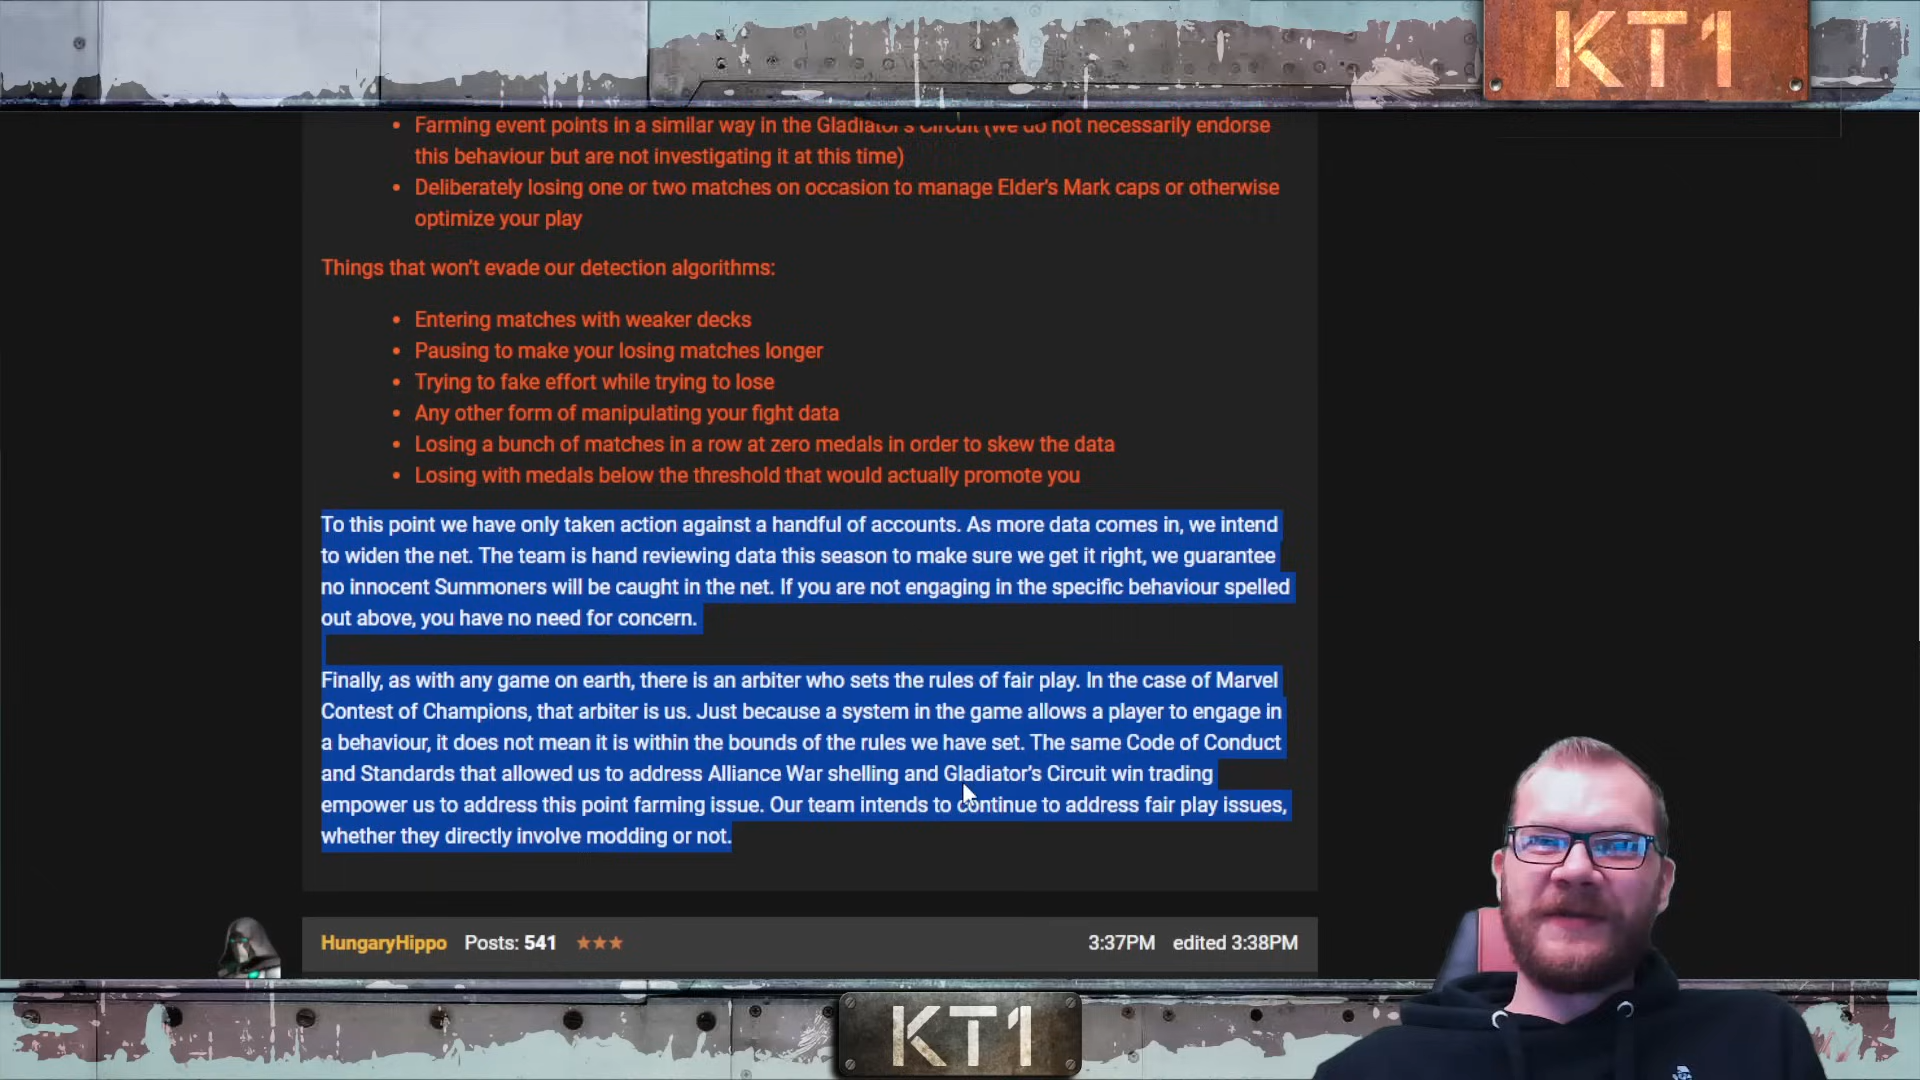 KT1
Farming event points in a similar way in the Gladiator's Circuit (we do not necessarily endorse
this behaviour but are not investigating it at this time)
Deliberately losing one or two matches on occasion to manage Elder's Mark caps or otherwise
optimize your play
Things that won't evade our detection algorithms:
Entering matches with weaker decks
Pausing to make your losing matches longer
Trying to fake effort while trying to lose
Any other form of manipulating your fight data
Losing a bunch of matches in a row at zero medals in order to skew the data
Losing with medals below the threshold that would actually promote you
To this point we have only taken action against a handful of accounts. As more data comes in, we intend
to widen the net. The team is hand reviewing data this season to make sure we get it right, we guarantee
no innocent Summoners will be caught in the net. If you are not engaging in the specific behaviour spelled
out above, you have no need for concern.
Finally, as with any game on earth, there is an arbiter who sets the rules of fair play. In the case of Marvel
Contest of Champions, that arbiter is us. Just because a system in the game allows a player to engage in
a behaviour, it does not mean it is within the bounds of the rules we have set. The same Code of Conduct
and Standards that allowed us to address Alliance War shelling and Gladiator's Circuit win trading
empower us to address this point farming issue. Our team intends to continue to address fair play issues,
whether they directly involve modding or not.
HungaryHippo Posts: 541 ★★★ 3:37PM edited 3:38PM
KT1